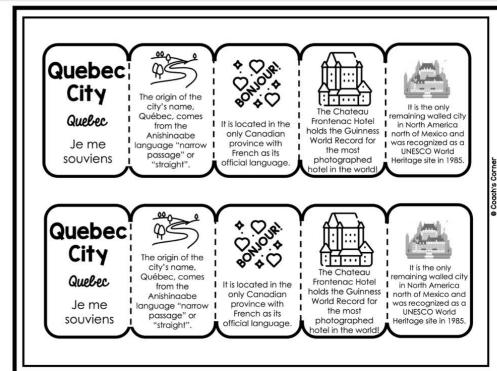 Quebec
City
Quebec
Je me
souviens
The origin of the
city's name,
Québec, comes
from the
Anishinaabe
language "narrow
passage" or
"straight".
BONJOUR!
It is located in the
only Canadian
province with
French as its
official language.
The Chateau
Frontenac Hotel
holds the Guinness
World Record for
the most
photographed
hotel in the world!
It is the only
remaining walled city
in North America
north of Mexico and
was recognized as a
UNESCO World
Heritage site in 1985.
Quebec
City
Quebec
Je me
souviens
The origin of the
city's name,
Québec, comes
from the
Anishinaabe
language "narrow
passage" or
"straight".
BONJOUR!
It is located in the
only Canadian
province with
French as its
official language.
The Chateau
Frontenac Hotel
holds the Guinness
World Record for
the most
photographed
hotel in the world!
It is the only
remaining walled city
in North America
north of Mexico and
was recognized as a
UNESCO World
Heritage site in 1985.
© Coach's Corner